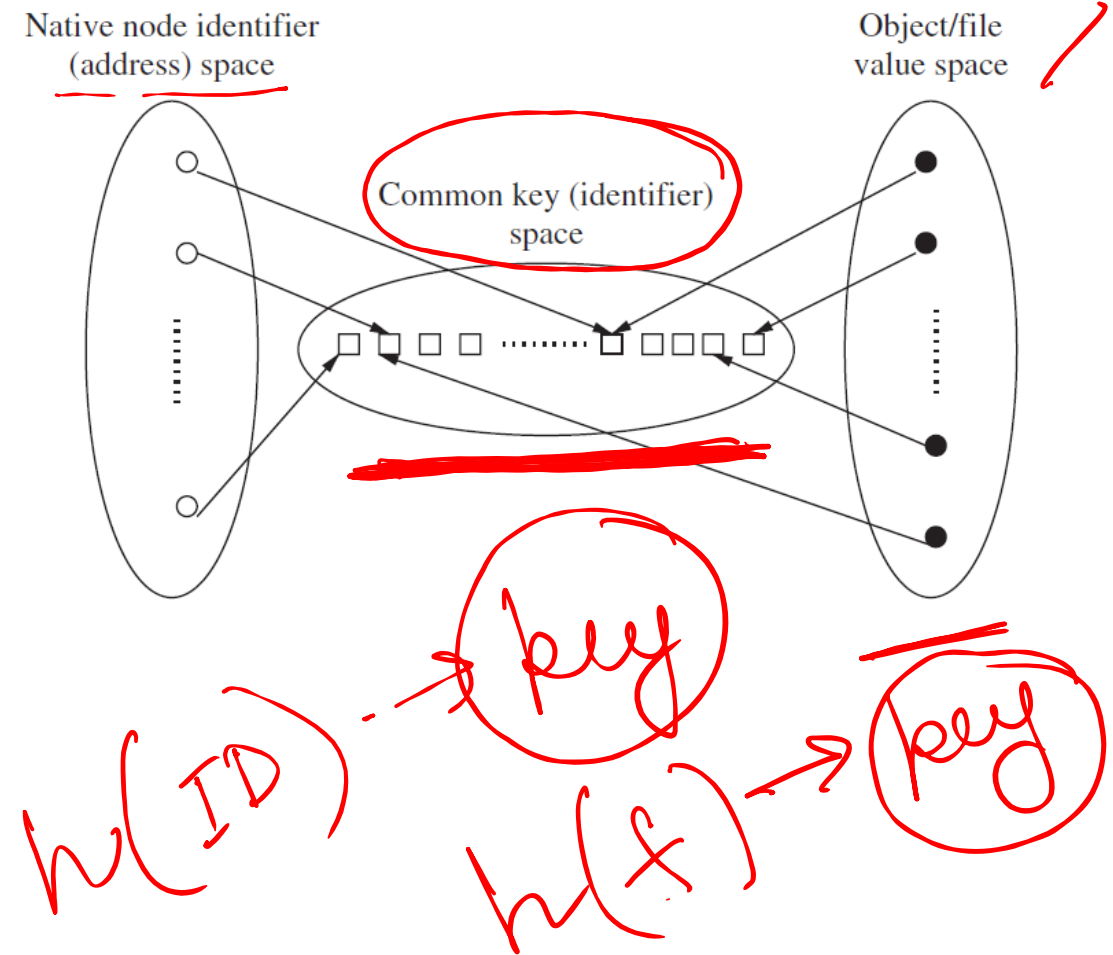 Native node identifier
(address) space
Object/file
value space
Common key (identifier)
space
h(ID) → key
h(f) → key